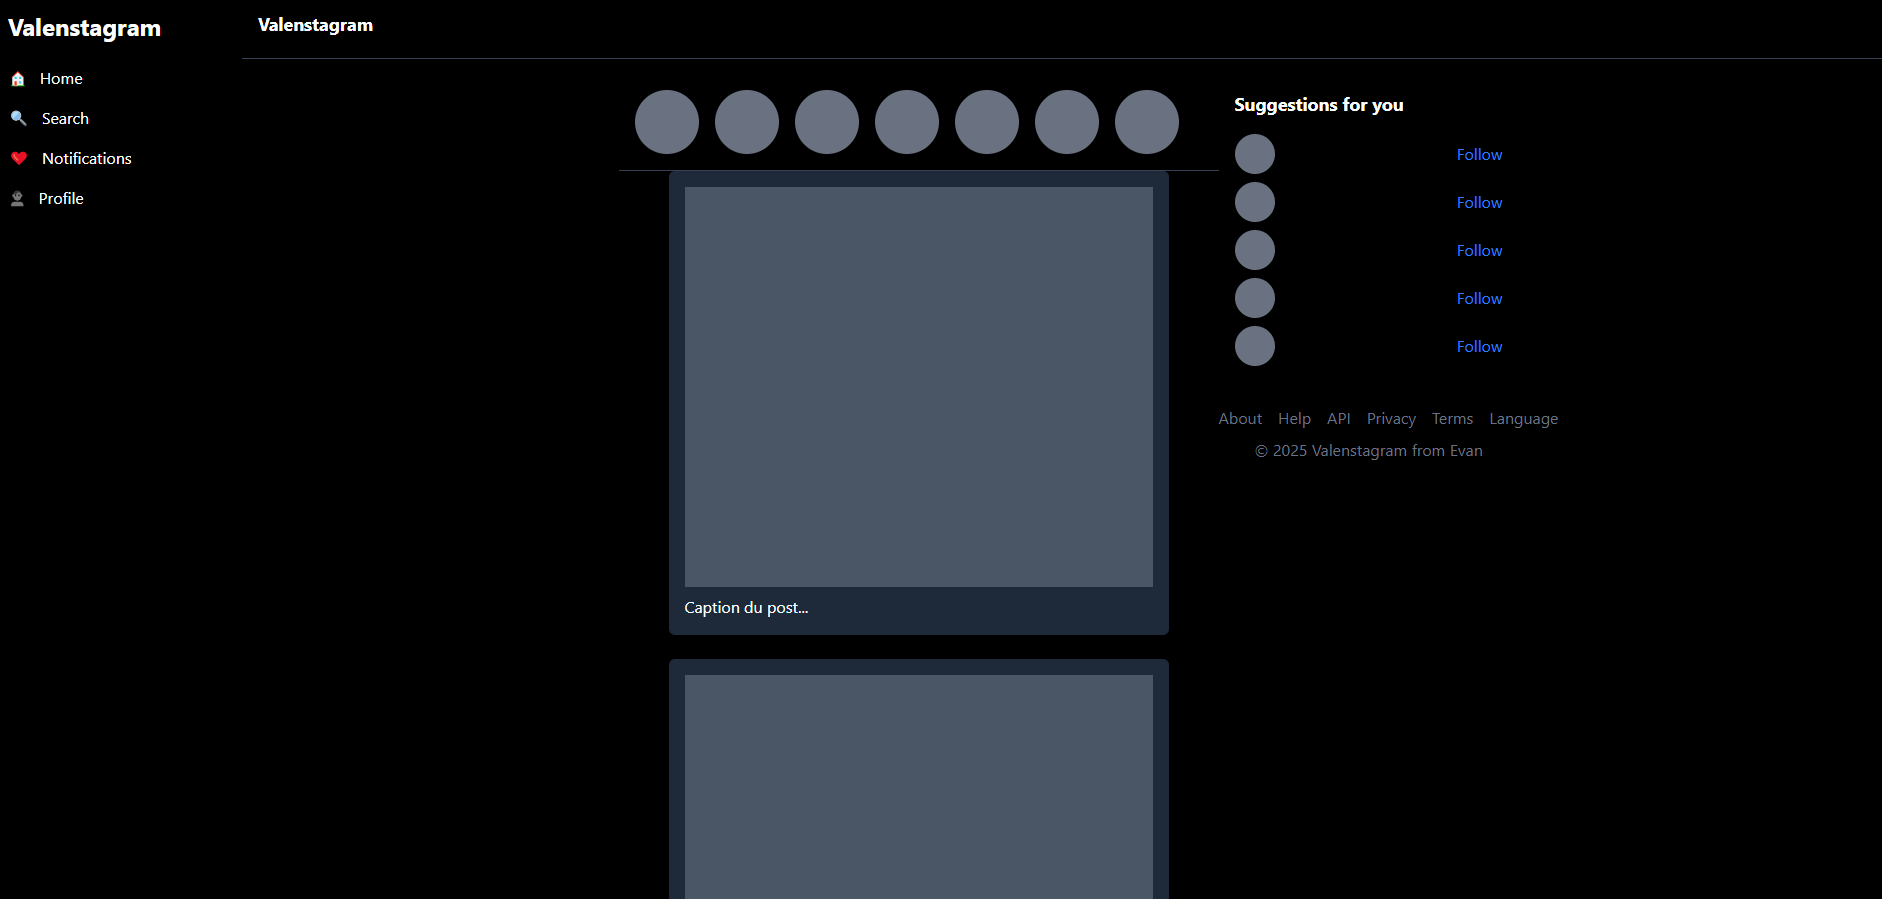 Valenstagram
Home
Search
Notifications
Profile
Valenstagram
Caption du post...
Suggestions for you
Follow
Follow
Follow
Follow
Follow
About Help API Privacy Terms Language
© 2025 Valenstagram from Evan